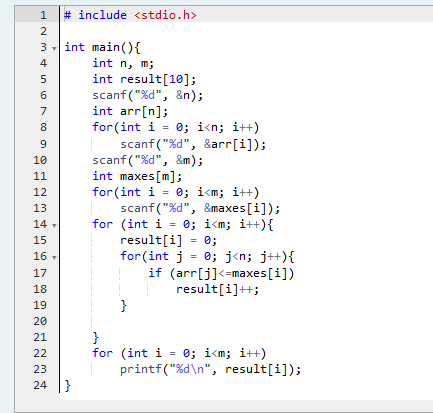 1 # include <stdio.h>
2
3 int main(){
4     int n, m;
5     int result[10];
6     scanf("%d", &n);
7     int arr[n];
8     for(int i = 0; i<n; i++)
9         scanf("%d", &arr[i]);
10     scanf("%d", &m);
11     int maxes[m];
12     for(int i = 0; i<m; i++)
13         scanf("%d", &maxes[i]);
14     for (int i = 0; i<m; i++){
15         result[i] = 0;
16         for(int j = 0; j<n; j++){
17             if (arr[j]<=maxes[i])
18                 result[i]++;
19         }
20
21     }
22     for (int i = 0; i<m; i++)
23         printf("%d\n", result[i]);
24 }